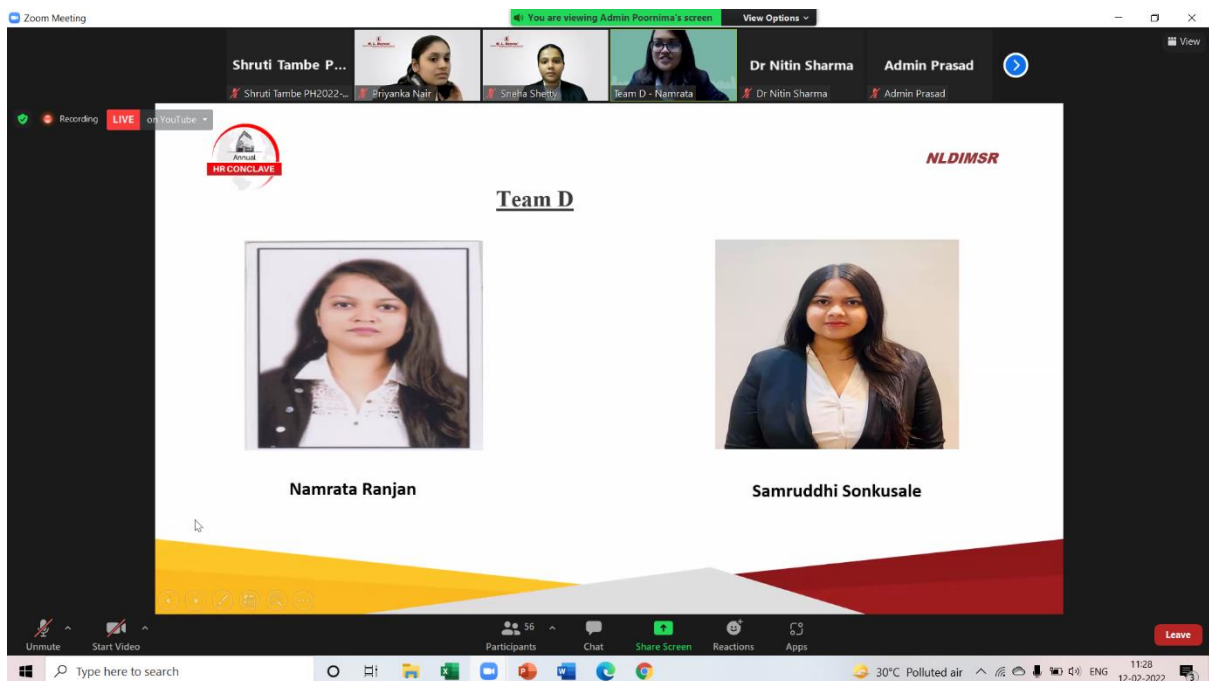 Zoom Meeting
You are viewing Admin Poornima's screen
View Options
View
Shruti Tambe P...
Dr Nitin Sharma
Admin Prasad
Shruti Tambe PH2022-...
Priyanka Nair
Sneha Shetty
Team D - Namrata
Dr Nitin Sharma
Admin Prasad
Recording
LIVE on YouTube
Annual
HR CONCLAVE
NLDIMSR
Team D
Namrata Ranjan
Samruddhi Sonkusale
Unmute
Start Video
56
Participants
Chat
Share Screen
Reactions
Apps
Leave
Type here to search
30°C Polluted air
ENG
11:28
12-02-2022
3